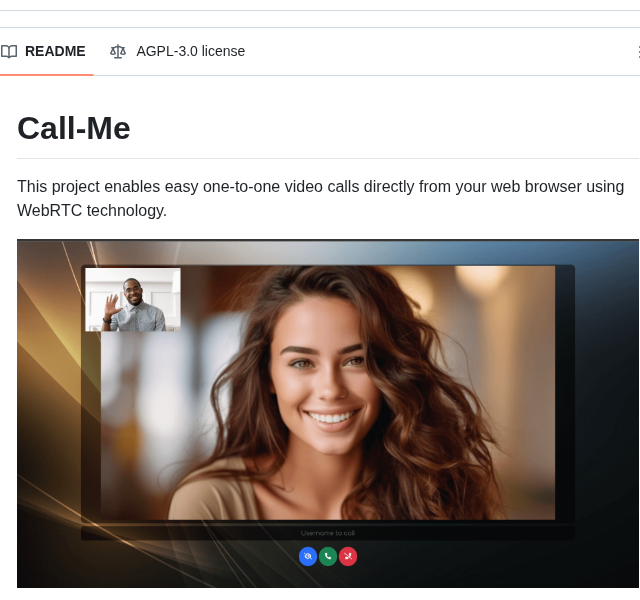 README
AGPL-3.0 license
Call-Me
This project enables easy one-to-one video calls directly from your web browser using
WebRTC technology.
Username to call